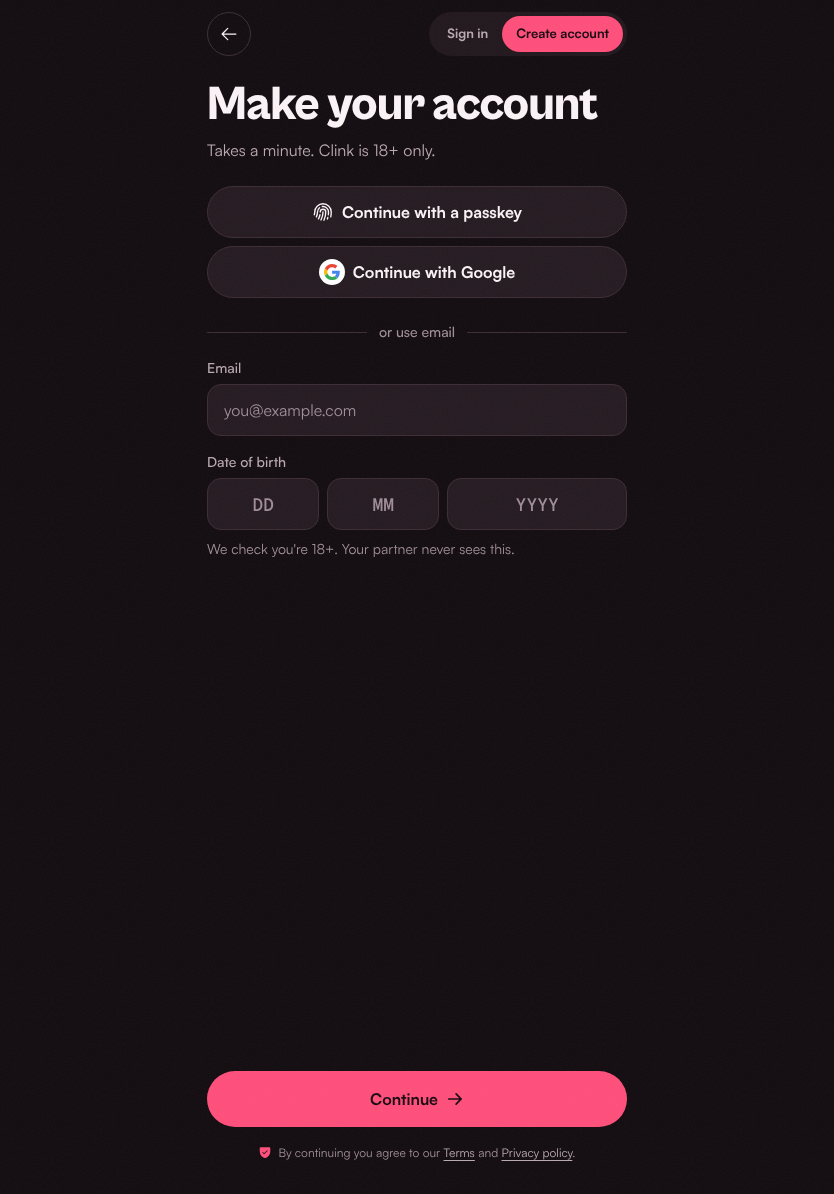 Sign in
Create account
Make your account
Takes a minute. Clink is 18+ only.
Continue with a passkey
Continue with Google
or use email
Email
you@example.com
Date of birth
DD
MM
YYYY
We check you're 18+. Your partner never sees this.
Continue
By continuing you agree to our Terms and Privacy policy.